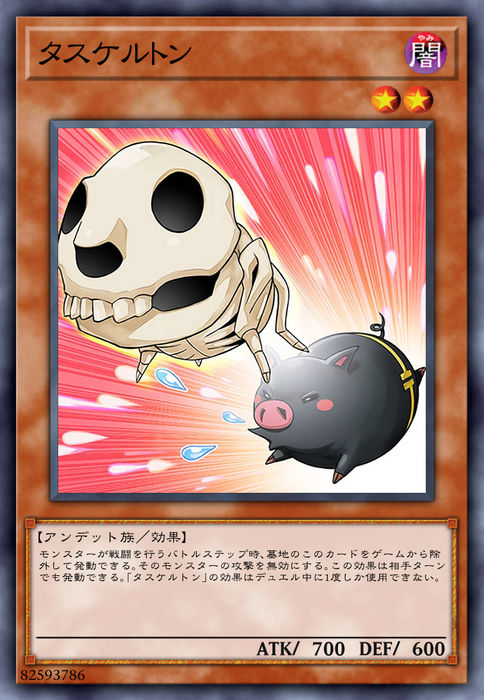 タスケルトン
やみ
闇
【アンデット族／効果】
モンスターが戦闘を行うバトルステップ時、墓地のこのカードをゲームから除
外して発動できる。そのモンスターの攻撃を無効にする。この効果は相手ターン
でも発動できる。「タスケルトン」の効果はデュエル中に1度しか使用できない。
ATK/ 700 DEF/ 600
82593786